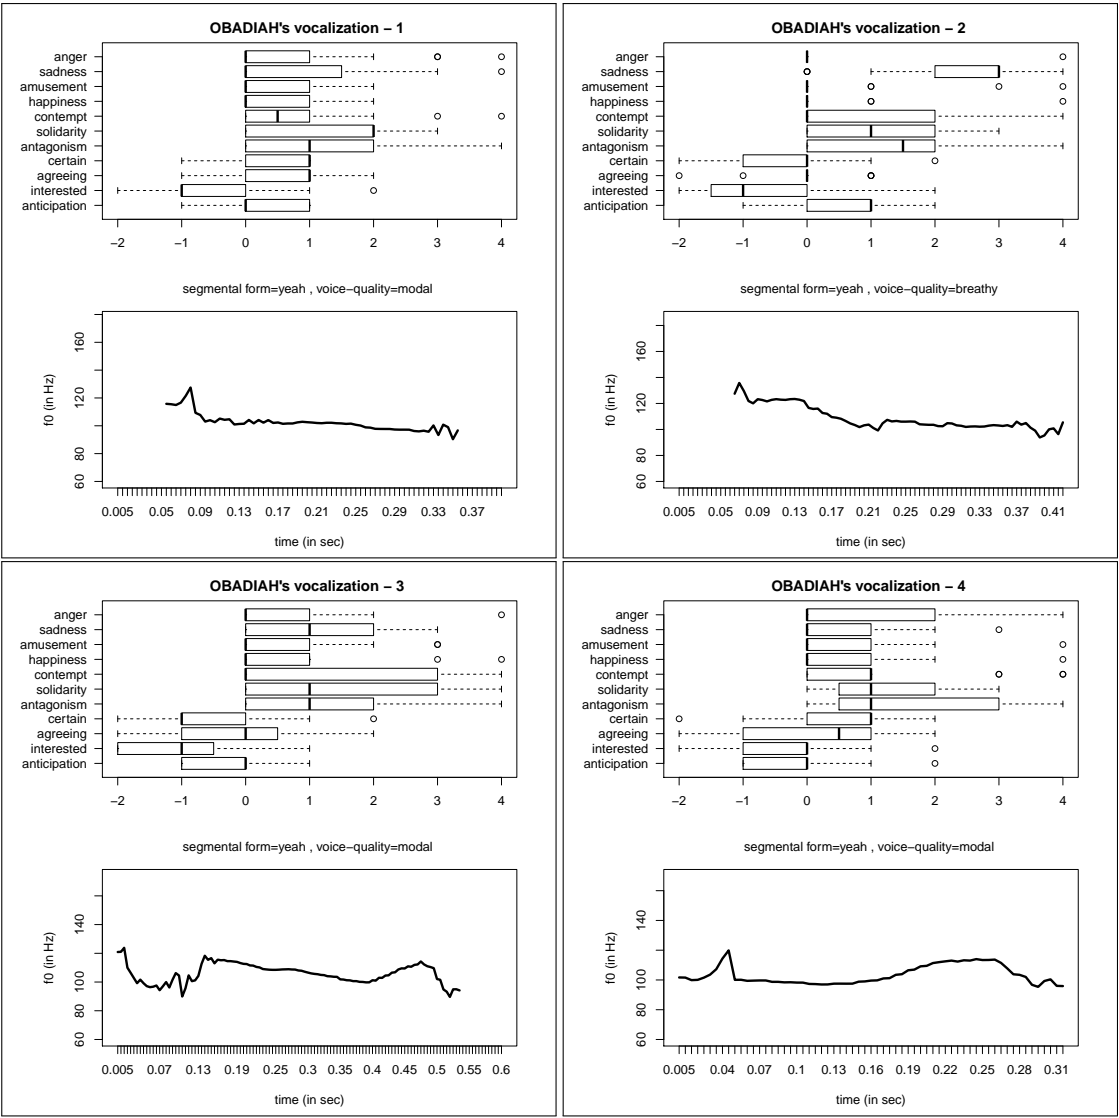 OBADIAH's vocalization – 1
anger
sadness
amusement
happiness
contempt
solidarity
antagonism
certain
agreeing
interested
anticipation
−2 −1 0 1 2 3 4
segmental form=yeah , voice−quality=modal
f0 (in Hz)
60 80 120 160
0.005 0.05 0.09 0.13 0.17 0.21 0.25 0.29 0.33 0.37
time (in sec)
OBADIAH's vocalization – 2
anger
sadness
amusement
happiness
contempt
solidarity
antagonism
certain
agreeing
interested
anticipation
−2 −1 0 1 2 3 4
segmental form=yeah , voice−quality=breathy
f0 (in Hz)
60 80 120 160
0.005 0.05 0.09 0.13 0.17 0.21 0.25 0.29 0.33 0.37 0.41
time (in sec)
OBADIAH's vocalization – 3
anger
sadness
amusement
happiness
contempt
solidarity
antagonism
certain
agreeing
interested
anticipation
−2 −1 0 1 2 3 4
segmental form=yeah , voice−quality=modal
f0 (in Hz)
60 80 100 140
0.005 0.07 0.13 0.19 0.25 0.3 0.35 0.4 0.45 0.5 0.55 0.6
time (in sec)
OBADIAH's vocalization – 4
anger
sadness
amusement
happiness
contempt
solidarity
antagonism
certain
agreeing
interested
anticipation
−2 −1 0 1 2 3 4
segmental form=yeah , voice−quality=modal
f0 (in Hz)
60 80 100 140
0.005 0.04 0.07 0.1 0.13 0.16 0.19 0.22 0.25 0.28 0.31
time (in sec)